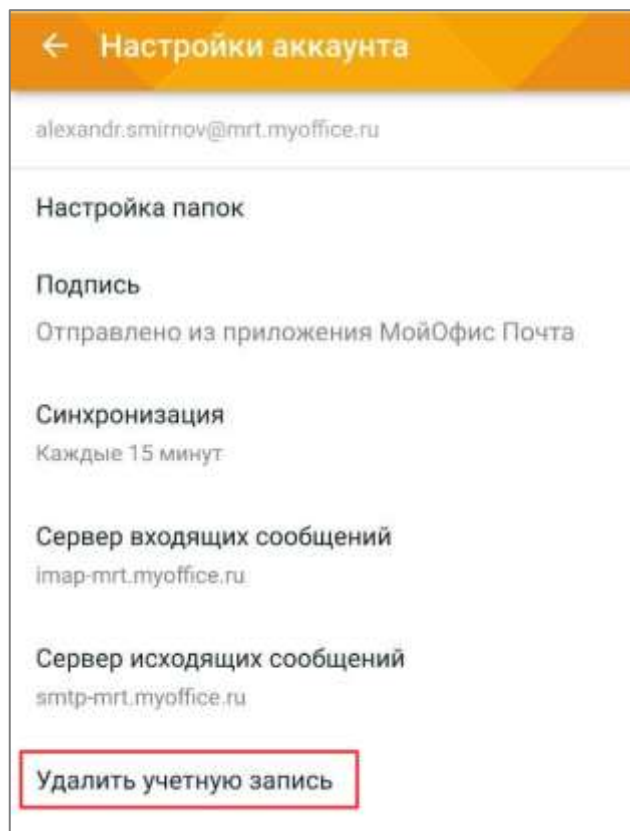 Настройки аккаунта
alexandr.smirnov@mrt.myoffice.ru
Настройка папок
Подпись
Отправлено из приложения МойОфис Почта
Синхронизация
Каждые 15 минут
Сервер входящих сообщений
imap-mrt.myoffice.ru
Сервер исходящих сообщений
smtp-mrt.myoffice.ru
Удалить учетную запись